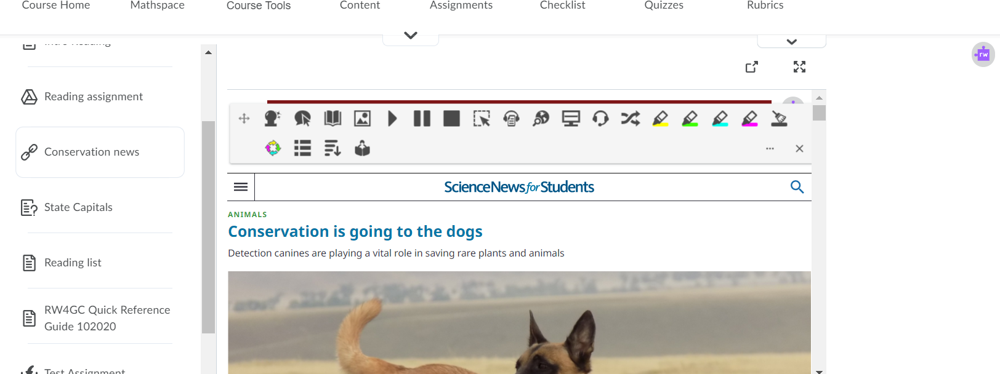 Course Home Mathspace Course Tools Content Assignments Checklist Quizzes Rubrics
Intro Reading
Reading assignment
Conservation news
State Capitals
Reading list
RW4GC Quick Reference
Guide 102020
Test Assignment
rw
ScienceNewsforStudents
ANIMALS
Conservation is going to the dogs
Detection canines are playing a vital role in saving rare plants and animals